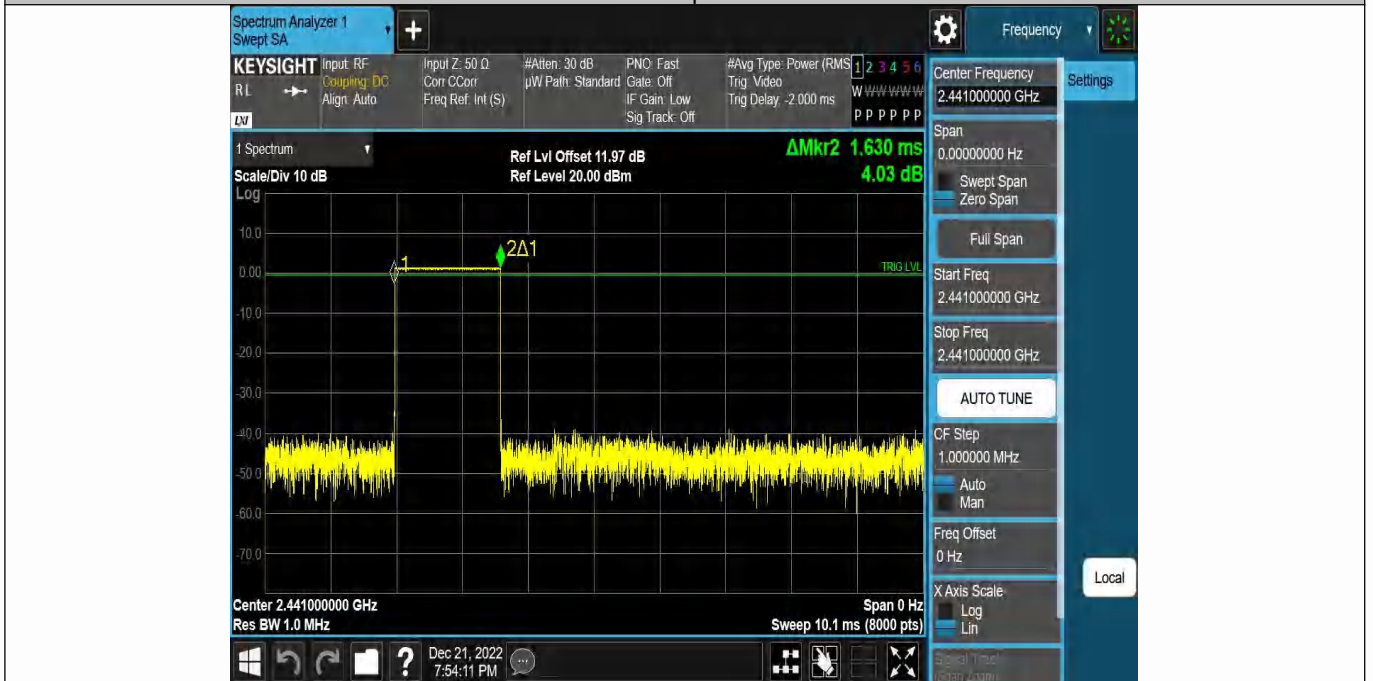 Spectrum Analyzer 1
Swept SA
+
Frequency
KEYSIGHT
RL
LXI
Input: RF
Coupling: DC
Align: Auto
Input Z: 50 Ω
Corr CCorr
Freq Ref: Int (S)
#Atten: 30 dB
µW Path: Standard
PNO: Fast
Gate: Off
IF Gain: Low
Sig Track: Off
#Avg Type: Power (RMS
Trig: Video
Trig Delay: -2.000 ms
1 2 3 4 5 6
W W W W W W
P P P P P P
1 Spectrum
Scale/Div 10 dB
Log
Ref Lvl Offset 11.97 dB
Ref Level 20.00 dBm
ΔMkr2 1.630 ms
4.03 dB
10.0
0.00
-10.0
-20.0
-30.0
-40.0
-50.0
-60.0
-70.0
1
2Δ1
TRIG LVL
Center 2.441000000 GHz
Res BW 1.0 MHz
Span 0 Hz
Sweep 10.1 ms (8000 pts)
Dec 21, 2022
7:54:11 PM
Center Frequency
2.441000000 GHz
Settings
Span
0.00000000 Hz
Swept Span
Zero Span
Full Span
Start Freq
2.441000000 GHz
Stop Freq
2.441000000 GHz
AUTO TUNE
CF Step
1.000000 MHz
Auto
Man
Freq Offset
0 Hz
X Axis Scale
Log
Lin
Local
Signal Track
(Span Zoom)